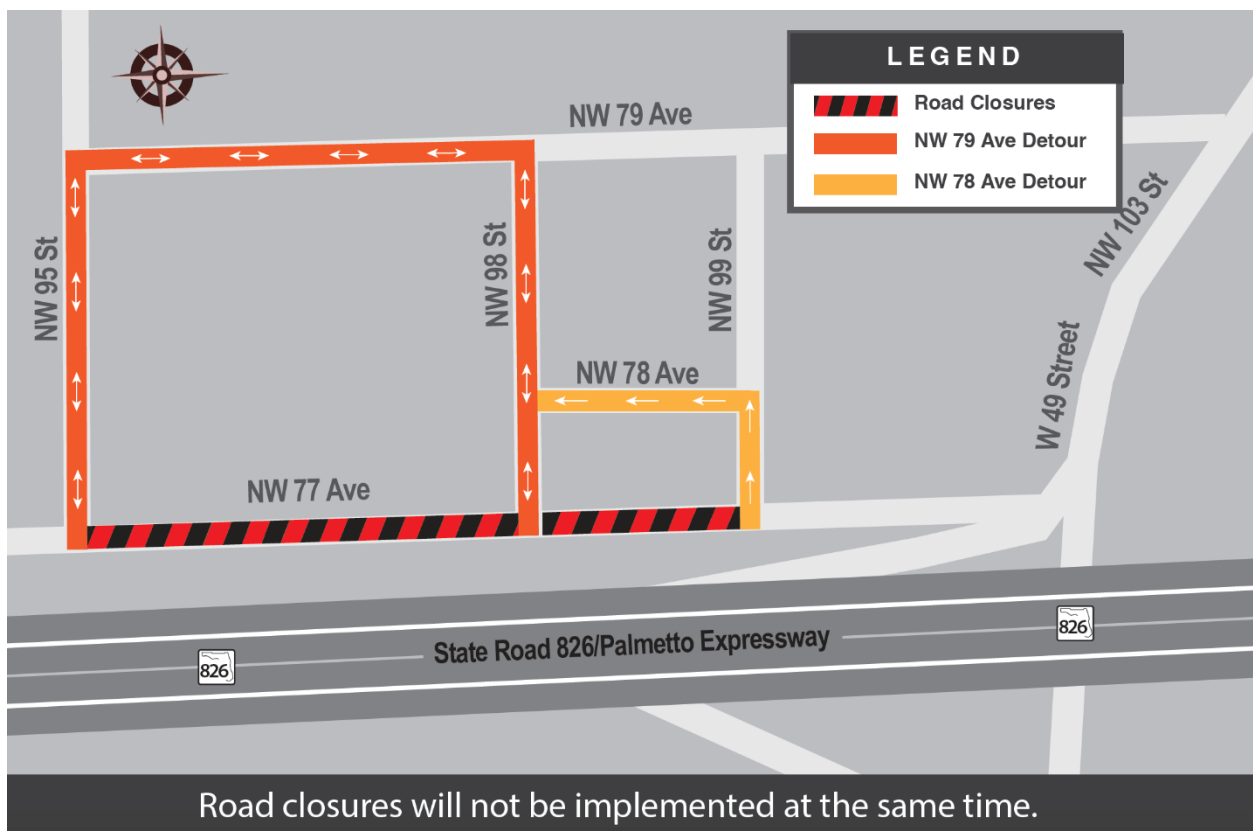 LEGEND
Road Closures
NW 79 Ave Detour
NW 78 Ave Detour
NW 79 Ave
NW 103 St
NW 95 St
NW 98 St
NW 99 St
W 49 Street
NW 78 Ave
NW 77 Ave
State Road 826/Palmetto Expressway
826
826
Road closures will not be implemented at the same time.